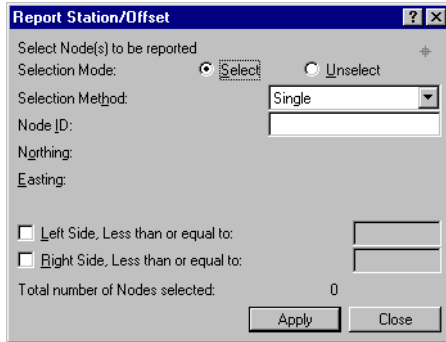 Report Station/Offset
Select Node(s) to be reported
Selection Mode: Select Unselect
Selection Method: Single
Node ID:
Northing:
Easting:
Left Side, Less than or equal to:
Right Side, Less than or equal to:
Total number of Nodes selected: 0
Apply Close